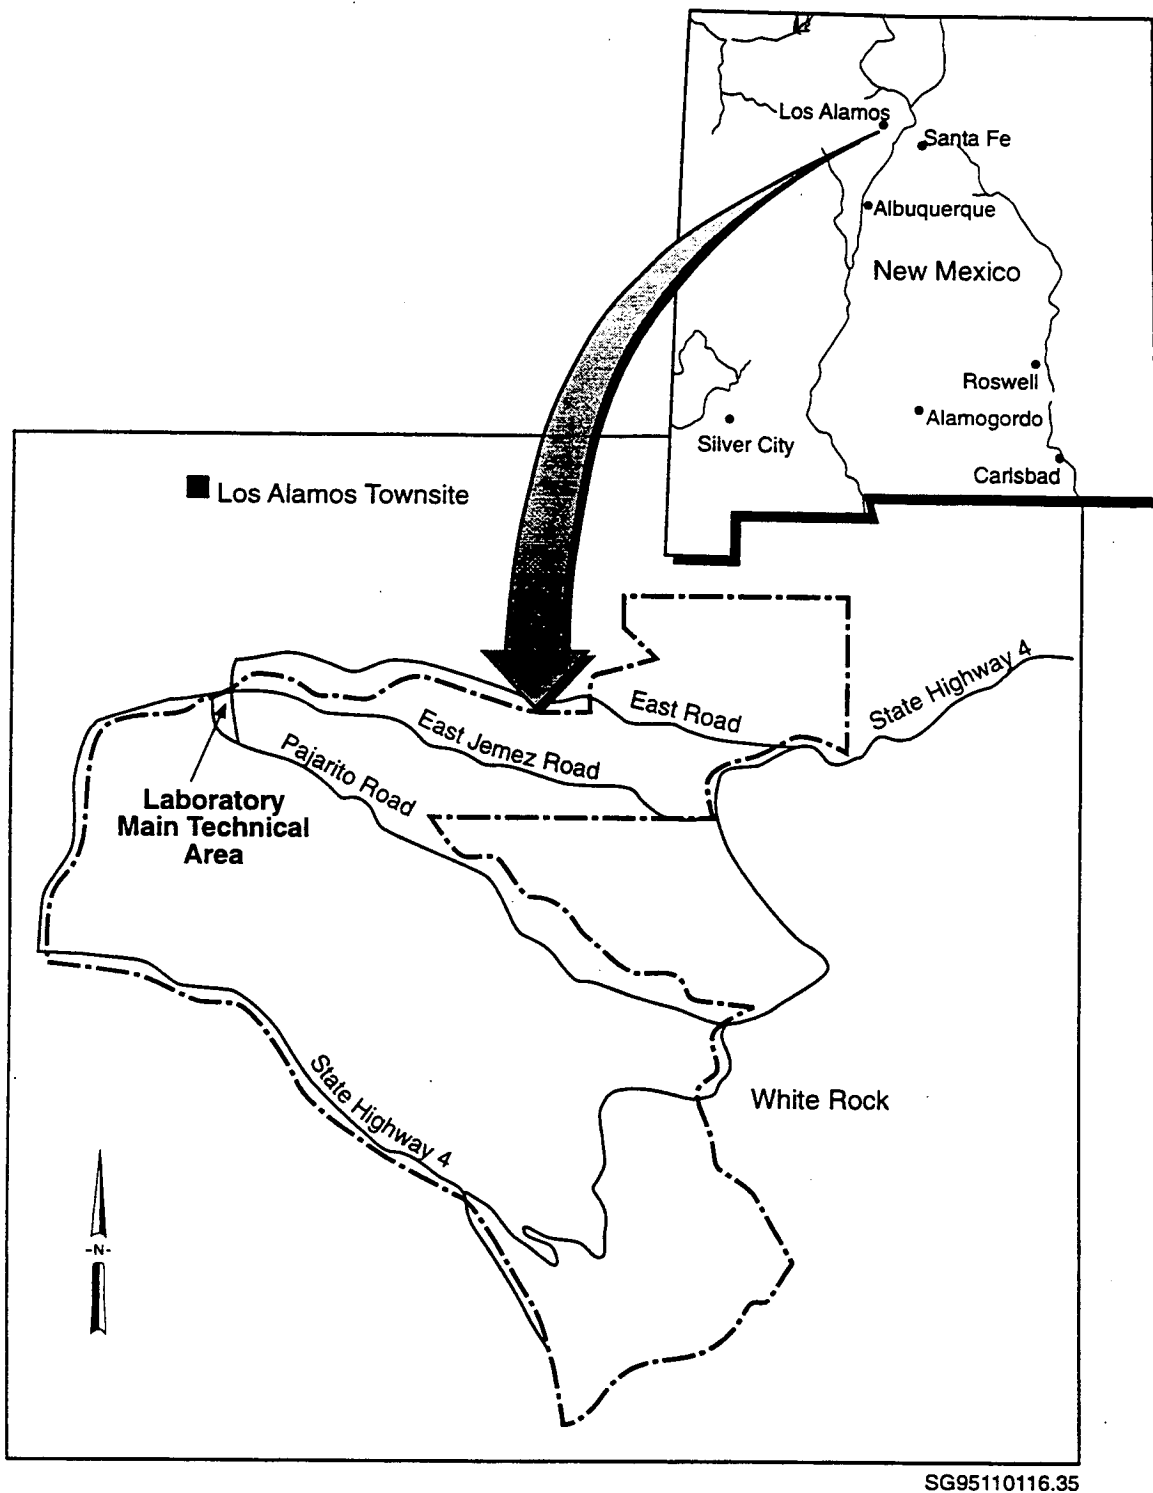 Los Alamos
Santa Fe
Albuquerque
New Mexico
Roswell
Alamogordo
Silver City
Carlsbad
Los Alamos Townsite
State Highway 4
East Road
East Jemez Road
Pajarito Road
Laboratory
Main Technical
Area
White Rock
State Highway 4
-N-
SG95110116.35